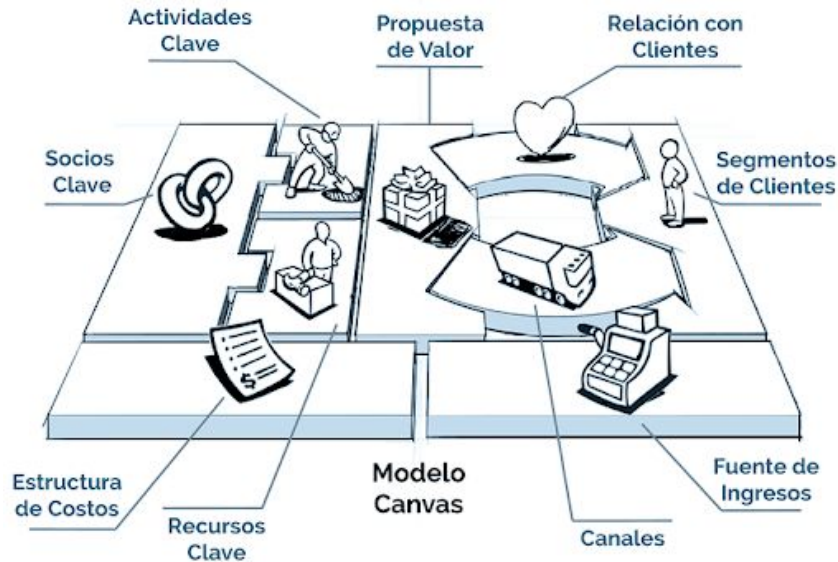 Actividades
Clave
Propuesta
de Valor
Relación con
Clientes
Socios
Clave
Segmentos
de Clientes
Estructura
de Costos
Recursos
Clave
Modelo
Canvas
Canales
Fuente de
Ingresos
$